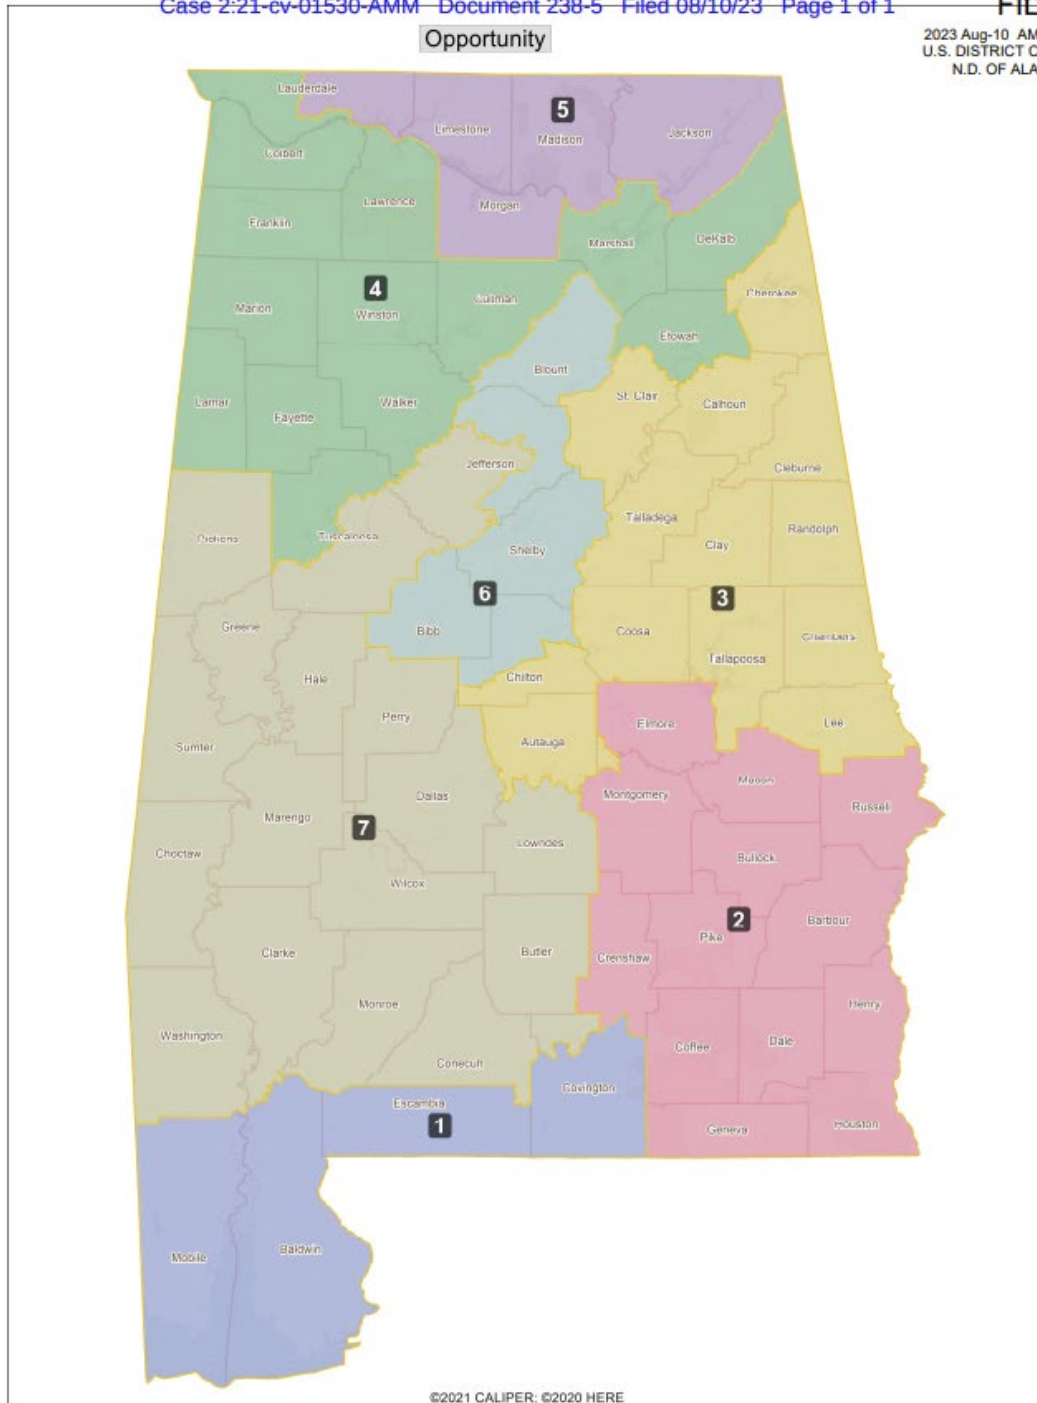 Case 2:21-cv-01530-AMM Document 238-5 Filed 08/10/23 Page 1 of 1
FIL
2023 Aug-10 AM
U.S. DISTRICT C
N.D. OF ALA
Opportunity
Lauderdale
5
Limestone
Madison
Jackson
Colbert
Lawrence
Morgan
Franklin
Marshall
DeKalb
4
Cullman
Cherokee
Marion
Winston
Etowah
Blount
Lamar
Fayette
Walker
St. Clair
Calhoun
Jefferson
Cleburne
Pickens
Tuscaloosa
Talladega
Randolph
Shelby
Clay
6
3
Greene
Bibb
Coosa
Chambers
Tallapoosa
Hale
Chilton
Perry
Elmore
Lee
Sumter
Autauga
Macon
Montgomery
Dallas
Russell
Marengo
7
Lowndes
Choctaw
Bullock
Wilcox
2
Barbour
Pike
Clarke
Butler
Crenshaw
Monroe
Henry
Washington
Coffee
Dale
Conecuh
Covington
Escambia
1
Geneva
Houston
Mobile
Baldwin
©2021 CALIPER; ©2020 HERE